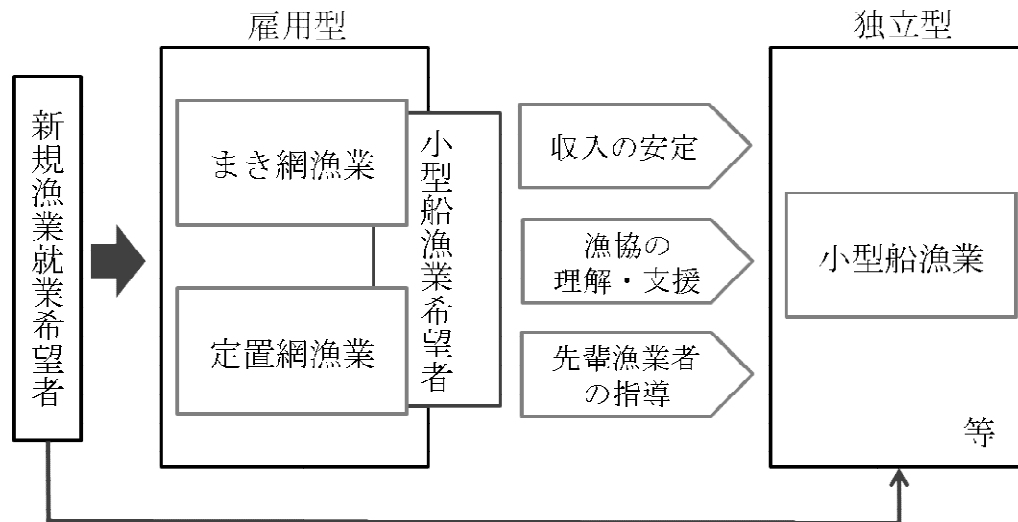 雇用型
独立型
新規漁業就業希望者
まき網漁業
定置網漁業
小型船漁業希望者
収入の安定
漁協の
理解・支援
先輩漁業者
の指導
小型船漁業
等